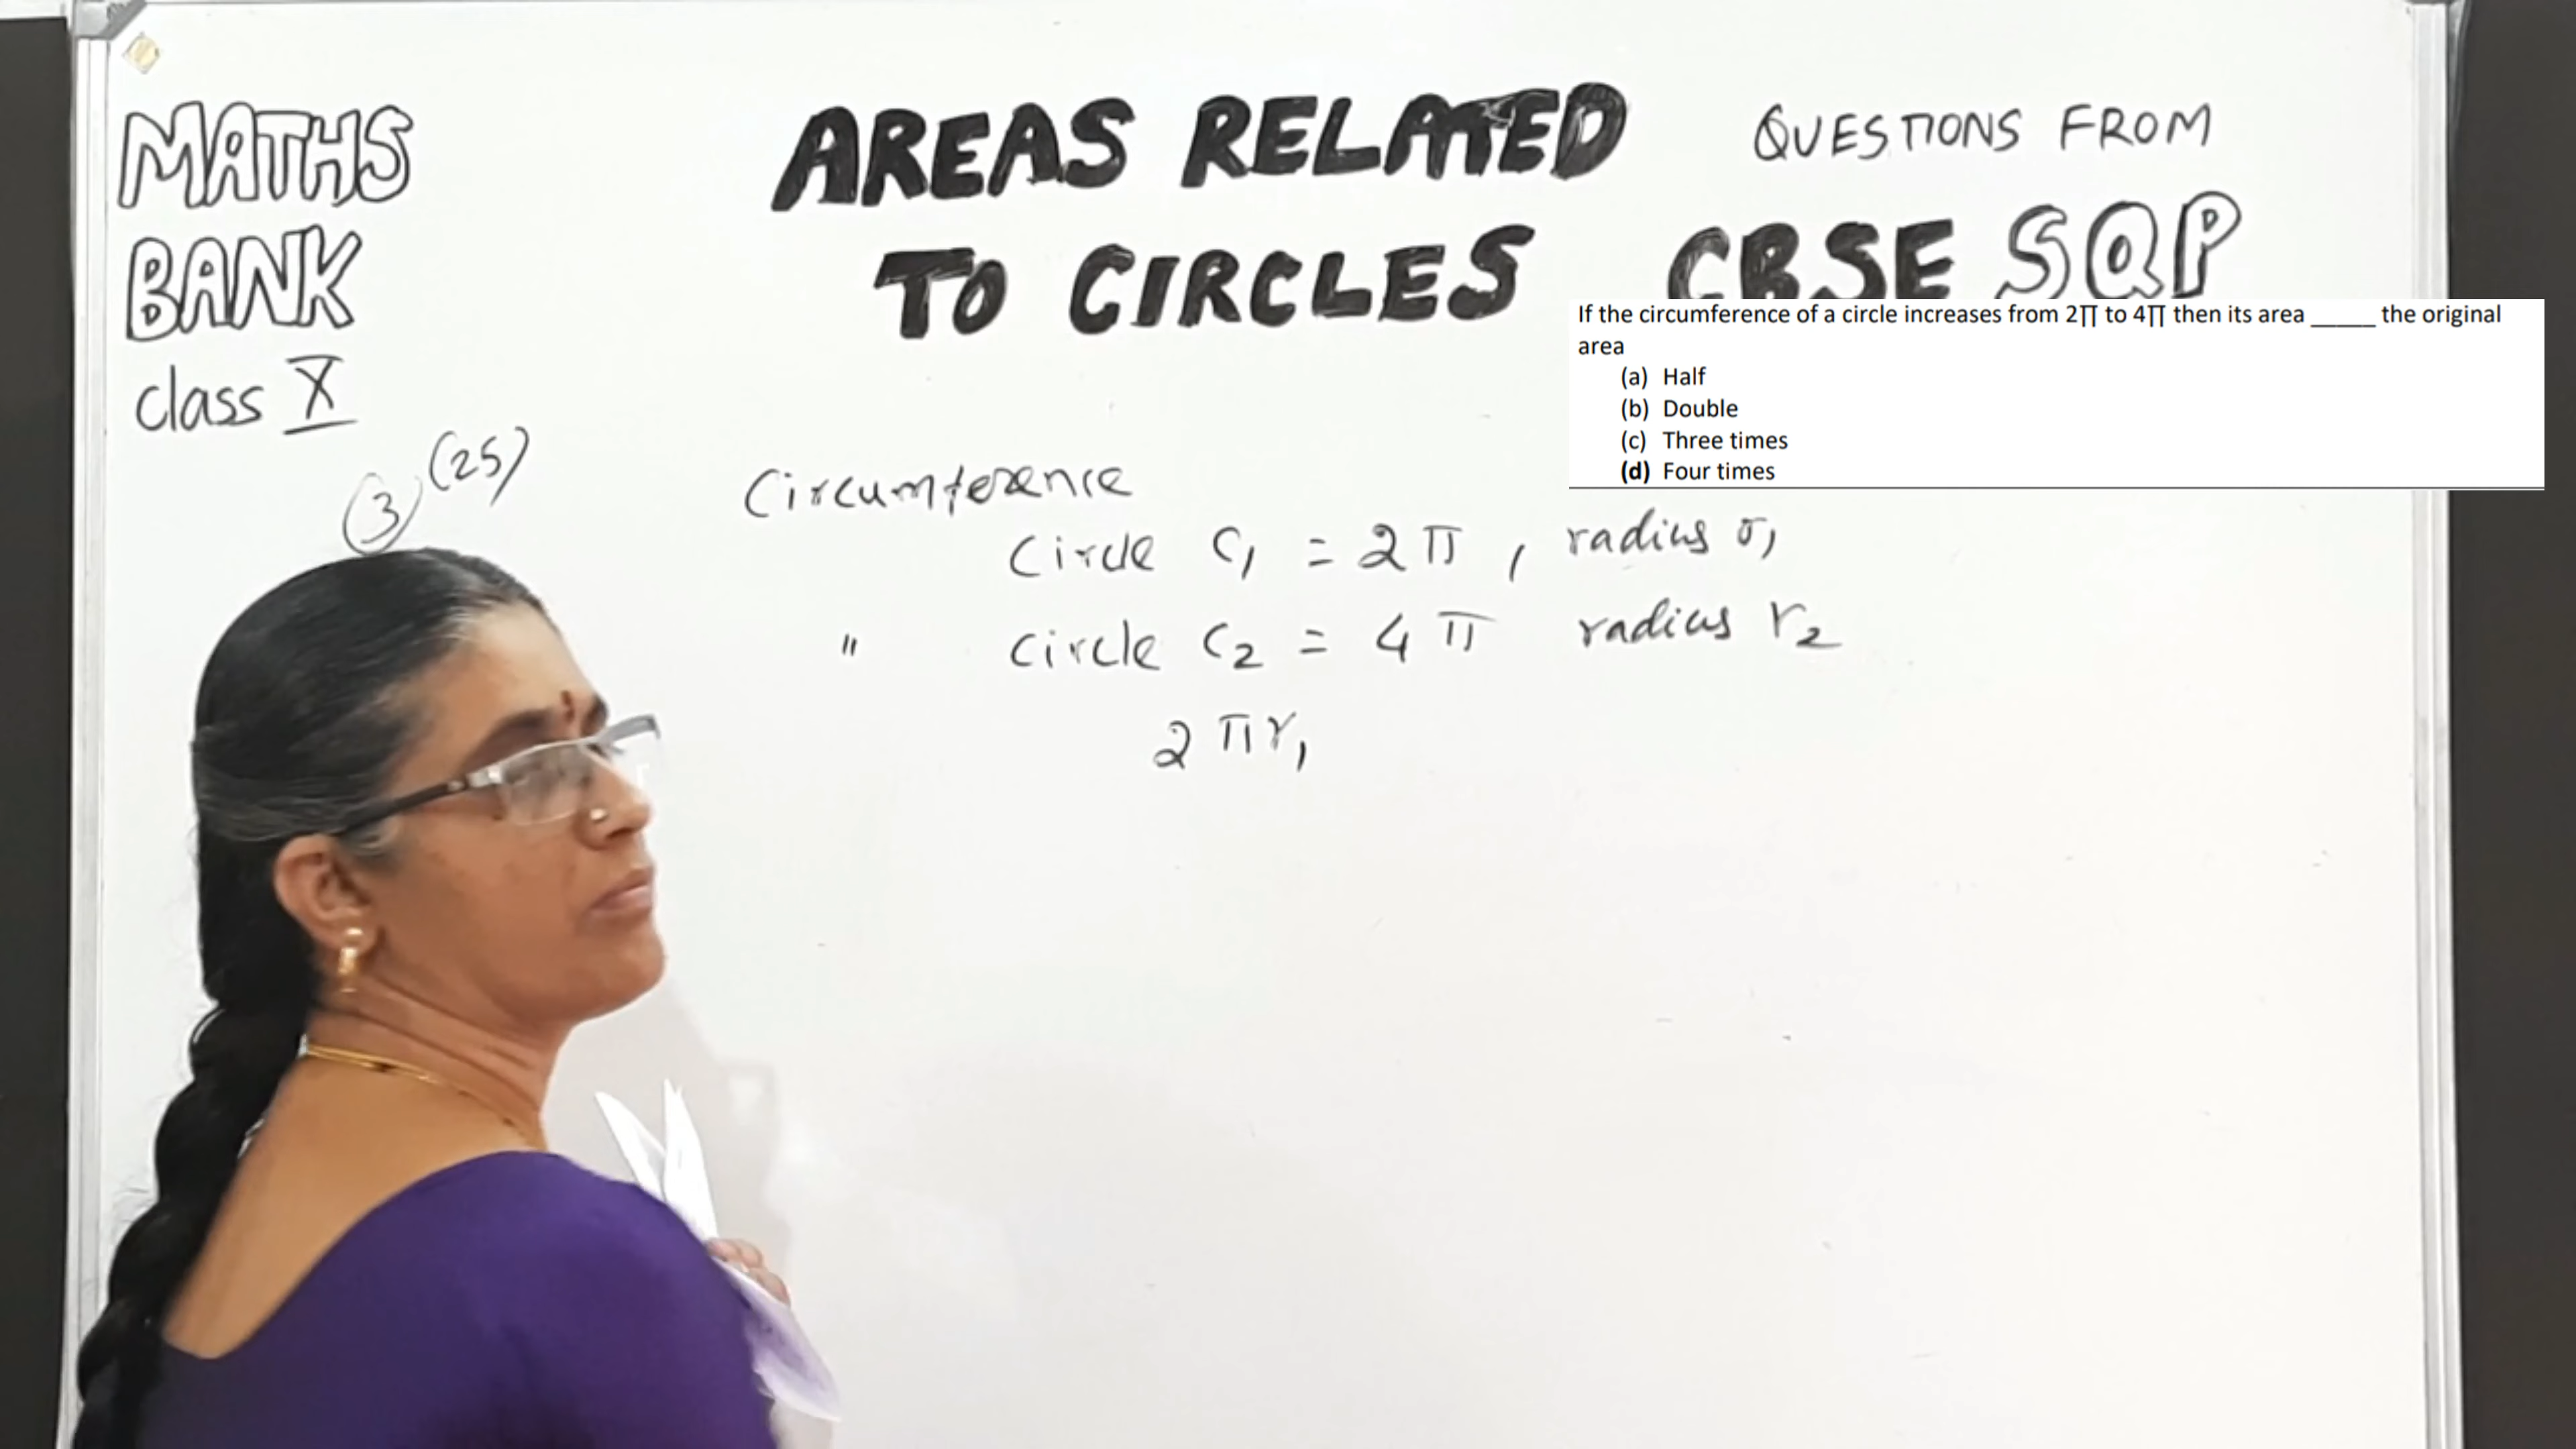 MATHS
BANK
class X
AREAS RELATED
TO CIRCLES
QUESTIONS FROM
CBSE SQP
If the circumference of a circle increases from 2∏ to 4∏ then its area _____ the original
area
(a) Half
(b) Double
(c) Three times
(d) Four times
3 (25)
Circumference
Circle C1 = 2π , radius r1
" circle C2 = 4π radius r2
2πr1